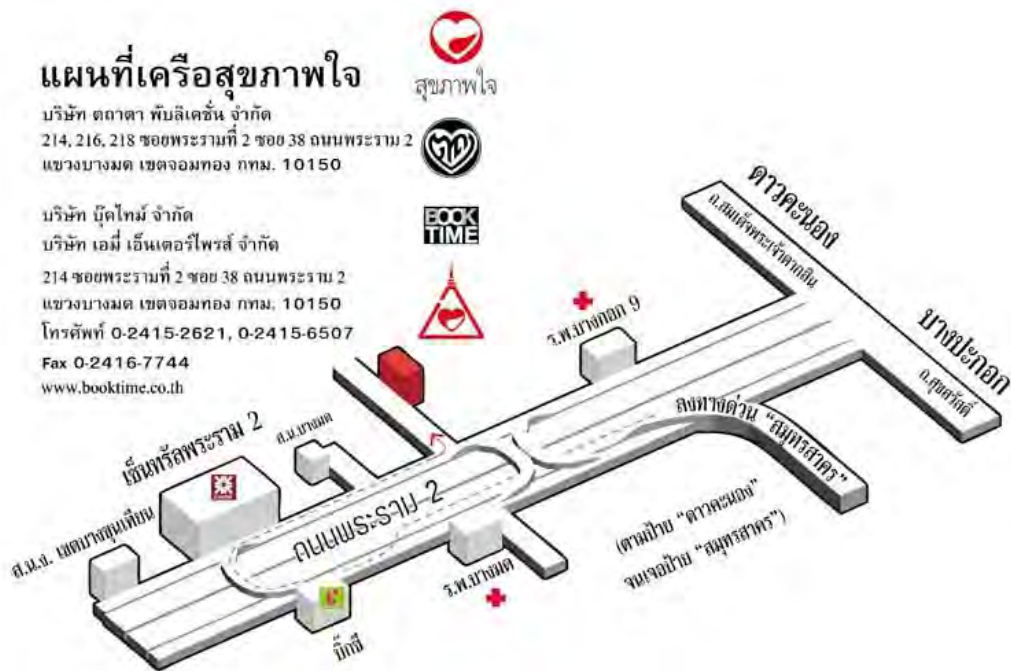 แผนที่เครือสุขภาพใจ
บริษัท ตถาตา พับลิเคชั่น จำกัด
214, 216, 218 ซอยพระรามที่ 2 ซอย 38 ถนนพระราม 2
แขวงบางมด เขตจอมทอง กทม. 10150
บริษัท บุ๊คไทม์ จำกัด
บริษัท เอมี่ เอ็นเตอร์ไพรส์ จำกัด
214 ซอยพระรามที่ 2 ซอย 38 ถนนพระราม 2
แขวงบางมด เขตจอมทอง กทม. 10150
โทรศัพท์ 0-2415-2621, 0-2415-6507
Fax 0-2416-7744
www.booktime.co.th
สุขภาพใจ
BOOK
TIME
ดาวคะนอง
ถ.สมเด็จพระเจ้าตากสิน
บางปะกอก
ถ.สุขสวัสดิ์
ร.พ.บางกอก 9
ลงทางด่วน "สมุทรสาคร"
(ตามป้าย "ดาวคะนอง"
จนเจอป้าย "สมุทรสาคร")
ส.น.บางมด
เซ็นทรัลพระราม 2
ส.น.ง. เขตบางขุนเทียน
ถนนพระราม 2
ร.พ.บางมด
บิ๊กซี